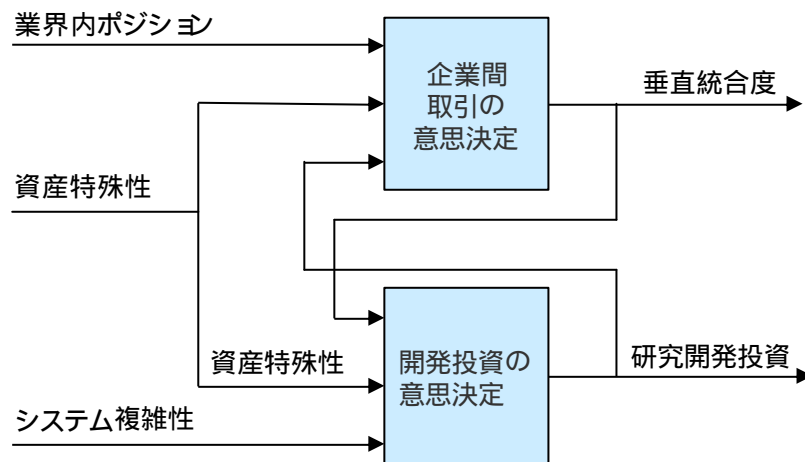 業界内ポジション
企業間
取引の
意思決定
垂直統合度
資産特殊性
資産特殊性
開発投資の
意思決定
研究開発投資
システム複雑性